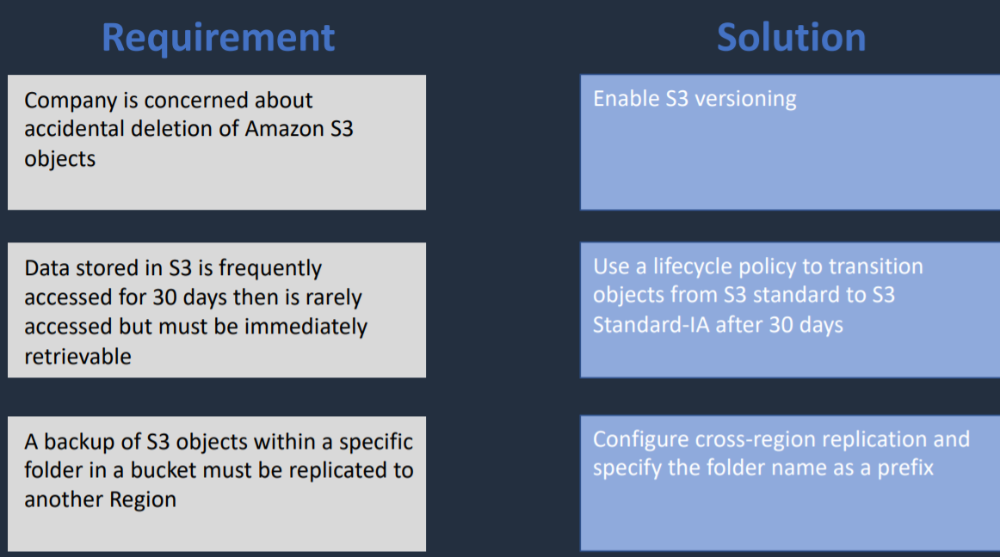 Requirement
Solution
Company is concerned about
accidental deletion of Amazon S3
objects
Enable S3 versioning
Data stored in S3 is frequently
accessed for 30 days then is rarely
accessed but must be immediately
retrievable
Use a lifecycle policy to transition
objects from S3 standard to S3
Standard-IA after 30 days
A backup of S3 objects within a specific
folder in a bucket must be replicated to
another Region
Configure cross-region replication and
specify the folder name as a prefix